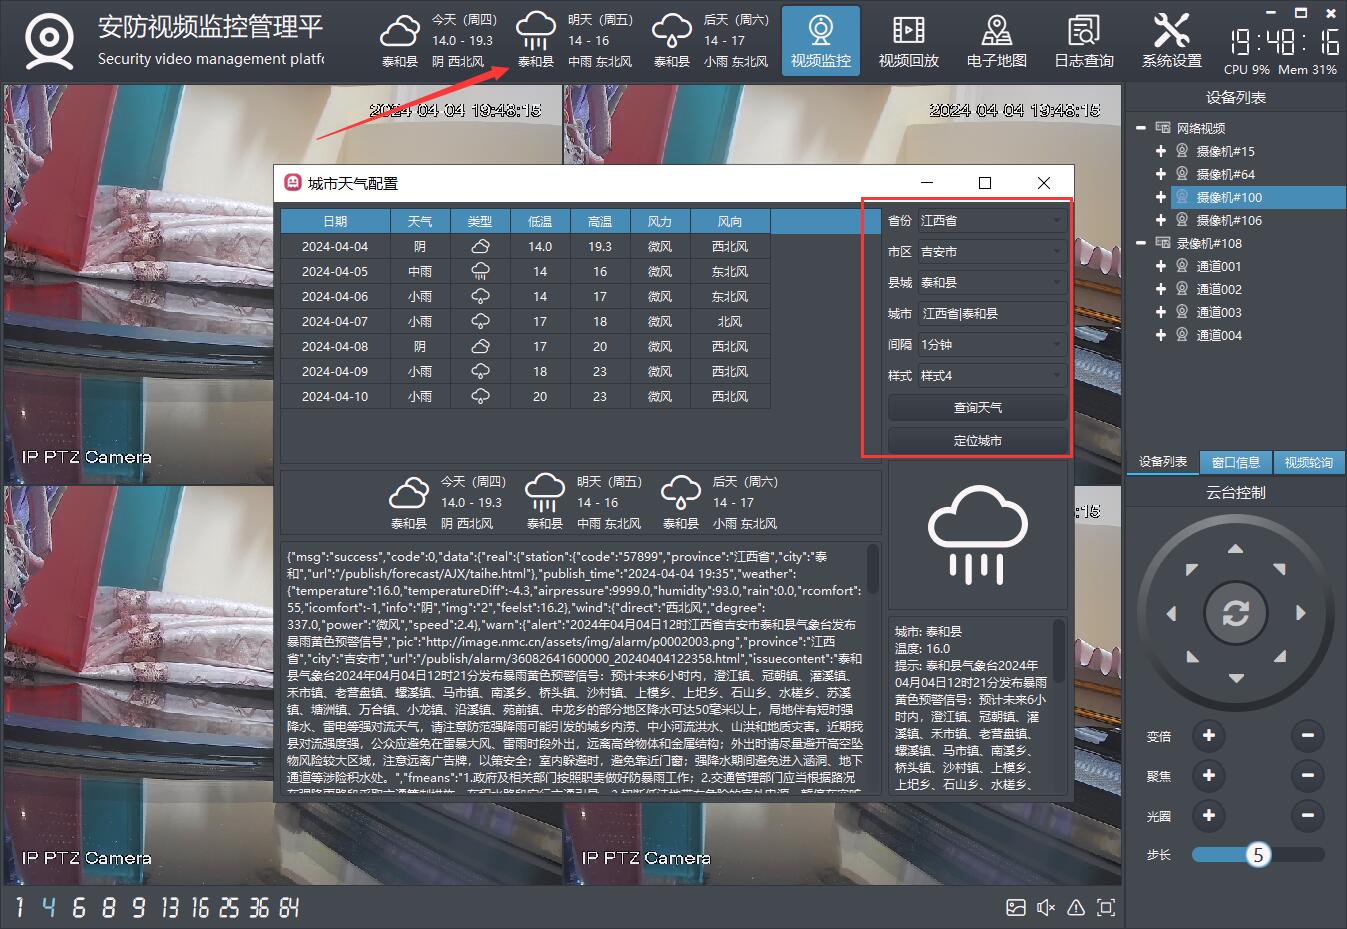 安防视频监控管理平
Security video management platf
今天（周四）
14.0 - 19.3
泰和县 阴 西北风
明天（周五）
14 - 16
泰和县 中雨 东北风
后天（周六）
14 - 17
泰和县 小雨 东北风
视频监控
视频回放
电子地图
日志查询
系统设置
19:48:16
CPU 9% Mem 31%
2024-04-04 19:48:15
2024-04-04 19:48:15
IP PTZ Camera
:15
IP PTZ Camera
IP PTZ Camera
城市天气配置
日期 天气 类型 低温 高温 风力 风向
2024-04-04 阴 14.0 19.3 微风 西北风
2024-04-05 中雨 14 16 微风 东北风
2024-04-06 小雨 14 17 微风 东北风
2024-04-07 小雨 17 18 微风 北风
2024-04-08 阴 17 20 微风 西北风
2024-04-09 小雨 18 23 微风 西北风
2024-04-10 小雨 20 23 微风 西北风
省份 江西省
市区 吉安市
县城 泰和县
城市 江西省|泰和县
间隔 1分钟
样式 样式4
查询天气
定位城市
今天（周四）
14.0 - 19.3
泰和县 阴 西北风
明天（周五）
14 - 16
泰和县 中雨 东北风
后天（周六）
14 - 17
泰和县 小雨 东北风
{"msg":"success","code":0,"data":{"real":{"station":{"code":"57899","province":"江西省","city":"泰
和","url":"/publish/forecast/AJX/taihe.html"},"publish_time":"2024-04-04 19:35","weather":
{"temperature":16.0,"temperatureDiff":-4.3,"airpressure":9999.0,"humidity":93.0,"rain":0.0,"rcomfort":
55,"icomfort":-1,"info":"阴","img":"2","feelst":16.2},"wind":{"direct":"西北风","degree":
337.0,"power":"微风","speed":2.4},"warn":{"alert":"2024年04月04日12时江西省吉安市泰和县气象台发布
暴雨黄色预警信号","pic":"http://image.nmc.cn/assets/img/alarm/p0002003.png","province":"江西
省","city":"吉安市","url":"/publish/alarm/36082641600000_20240404122358.html","issuecontent":"泰和
县气象台2024年04月04日12时21分发布暴雨黄色预警信号：预计未来6小时内，澄江镇、冠朝镇、灌溪镇、
禾市镇、老营盘镇、螺溪镇、马市镇、南溪乡、桥头镇、沙村镇、上模乡、上圯乡、石山乡、水槎乡、苏溪
镇、塘洲镇、万合镇、小龙镇、沿溪镇、苑前镇、中龙乡的部分地区降水可达50毫米以上，局地伴有短时强
降水、雷电等强对流天气，请注意防范强降雨可能引发的城乡内涝、中小河流洪水、山洪和地质灾害。近期我
县对流强度强，公众应避免在雷暴大风、雷雨时段外出，远离高耸物体和金属结构；外出时请尽量避开高空坠
物风险较大区域，注意远离广告牌，以策安全；室内躲避时，避免靠近门窗；强降水期间避免进入涵洞、地下
通道等涉险积水处。","fmeans":"1.政府及相关部门按照职责做好防暴雨工作；2.交通管理部门应当根据路况
城市: 泰和县
温度: 16.0
提示: 泰和县气象台2024年
04月04日12时21分发布暴雨
黄色预警信号：预计未来6小
时内，澄江镇、冠朝镇、灌
溪镇、禾市镇、老营盘镇、
螺溪镇、马市镇、南溪乡、
桥头镇、沙村镇、上模乡、
上圯乡、石山乡、水槎乡、
设备列表
网络视频
摄像机#15
摄像机#64
摄像机#100
摄像机#106
录像机#108
通道001
通道002
通道003
通道004
设备列表 窗口信息 视频轮询
云台控制
变倍
聚焦
光圈
步长 5
1 4 6 8 9 13 16 25 36 64